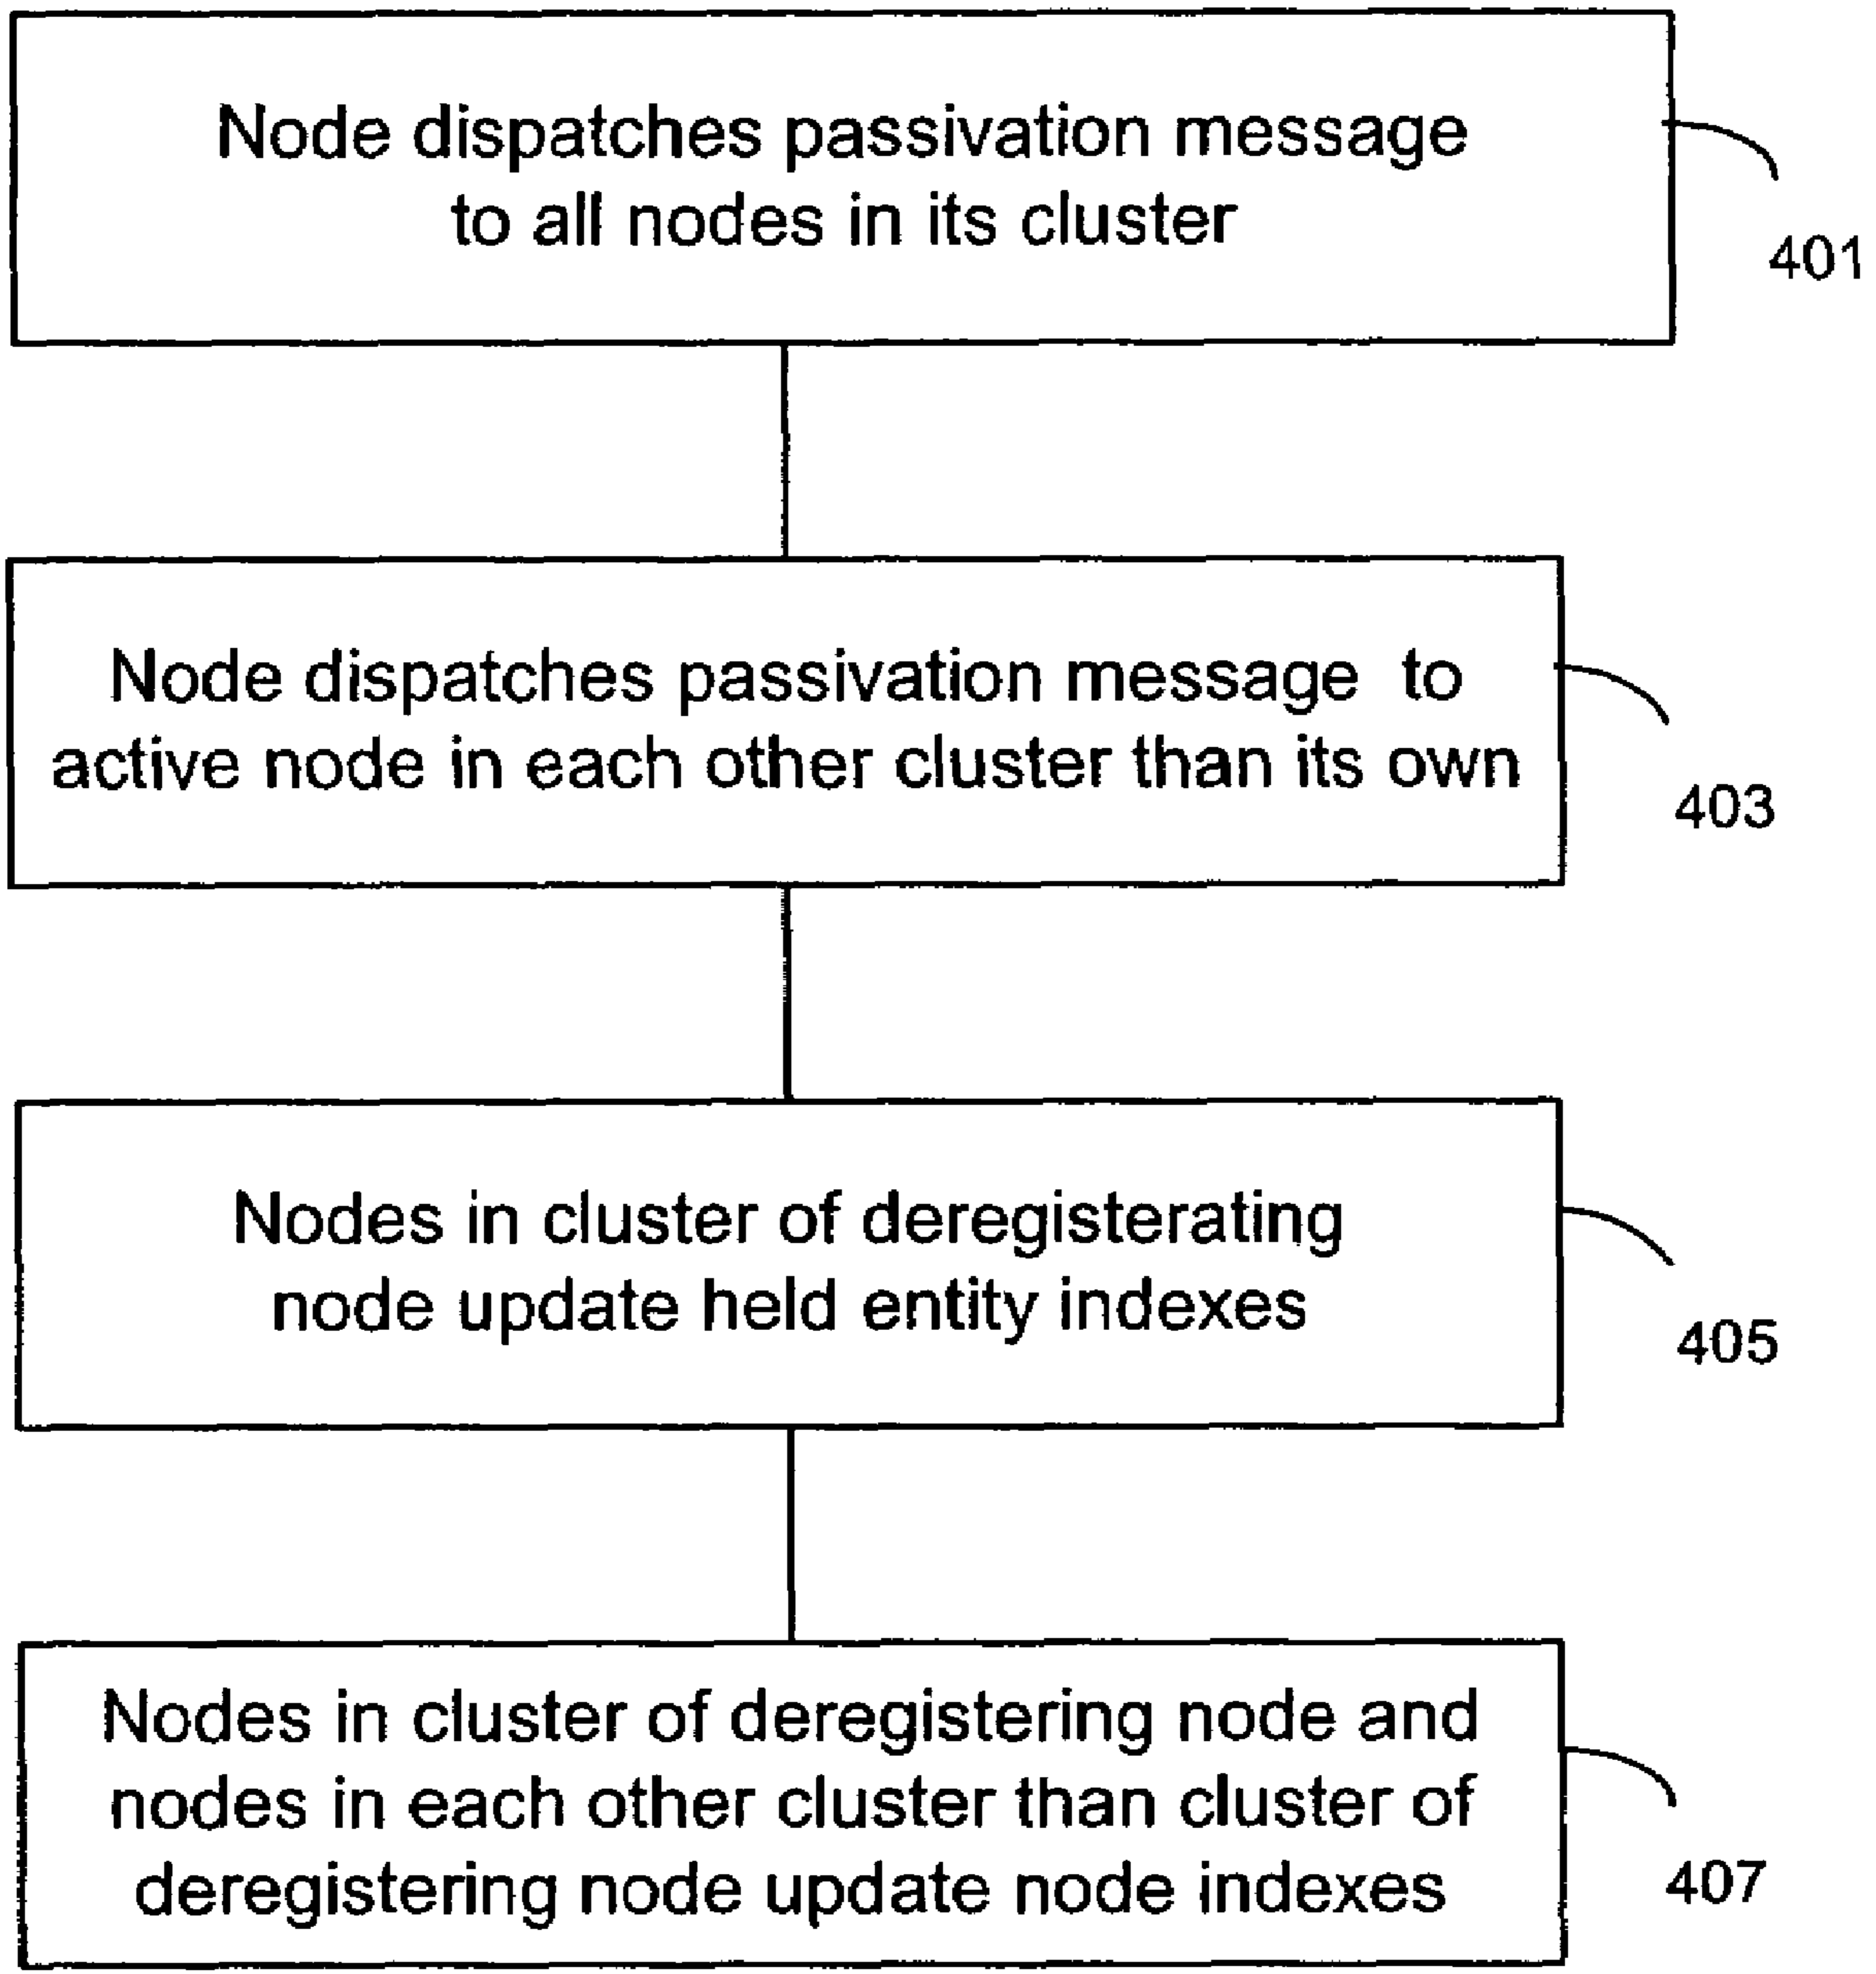 Node dispatches passivation message
to all nodes in its cluster
401
Node dispatches passivation message to
active node in each other cluster than its own
403
Nodes in cluster of deregisterating
node update held entity indexes
405
Nodes in cluster of deregistering node and
nodes in each other cluster than cluster of
deregistering node update node indexes
407